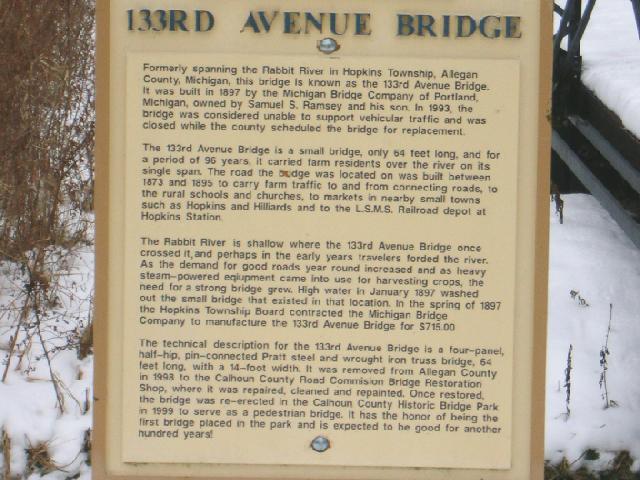 133RD AVENUE BRIDGE
Formerly spanning the Rabbit River in Hopkins Township, Allegan
County, Michigan, this bridge is known as the 133rd Avenue Bridge.
It was built in 1897 by the Michigan Bridge Company of Portland,
Michigan, owned by Samuel S. Ramsey and his son. In 1993, the
bridge was considered unable to support vehicular traffic and was
closed while the county scheduled the bridge for replacement.
The 133rd Avenue Bridge is a small bridge, only 64 feet long, and for
a period of 96 years, it carried farm residents over the river on its
single span. The road the bridge was located on was built between
1873 and 1895 to carry farm traffic to and from connecting roads, to
the rural schools and churches, to markets in nearby small towns
such as Hopkins and Hilliards and to the L.S.M.S. Railroad depot at
Hopkins Station.
The Rabbit River is shallow where the 133rd Avenue Bridge once
crossed it, and perhaps in the early years travelers forded the river.
As the demand for good roads year round increased and as heavy
steam-powered equipment came into use for harvesting crops, the
need for a strong bridge grew. High water in January 1897 washed
out the small bridge that existed in that location. In the spring of 1897
the Hopkins Township Board contracted the Michigan Bridge
Company to manufacture the 133rd Avenue Bridge for $715.00
The technical description for the 133rd Avenue Bridge is a four-panel,
half-hip, pin-connected Pratt steel and wrought iron truss bridge, 64
feet long, with a 14-foot width. It was removed from Allegan County
in 1998 to the Calhoun County Road Commision Bridge Restoration
Shop, where it was repaired, cleaned and repainted. Once restored,
the bridge was re-erected in the Calhoun County Historic Bridge Park
in 1999 to serve as a pedestrian bridge. It has the honor of being the
first bridge placed in the park and is expected to be good for another
hundred years!